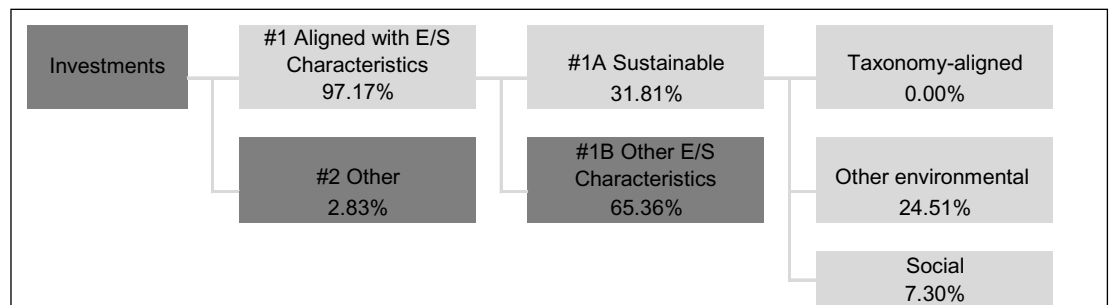 Investments
#1 Aligned with E/S
Characteristics
97.17%
#1A Sustainable
31.81%
Taxonomy-aligned
0.00%
#2 Other
2.83%
#1B Other E/S
Characteristics
65.36%
Other environmental
24.51%
Social
7.30%